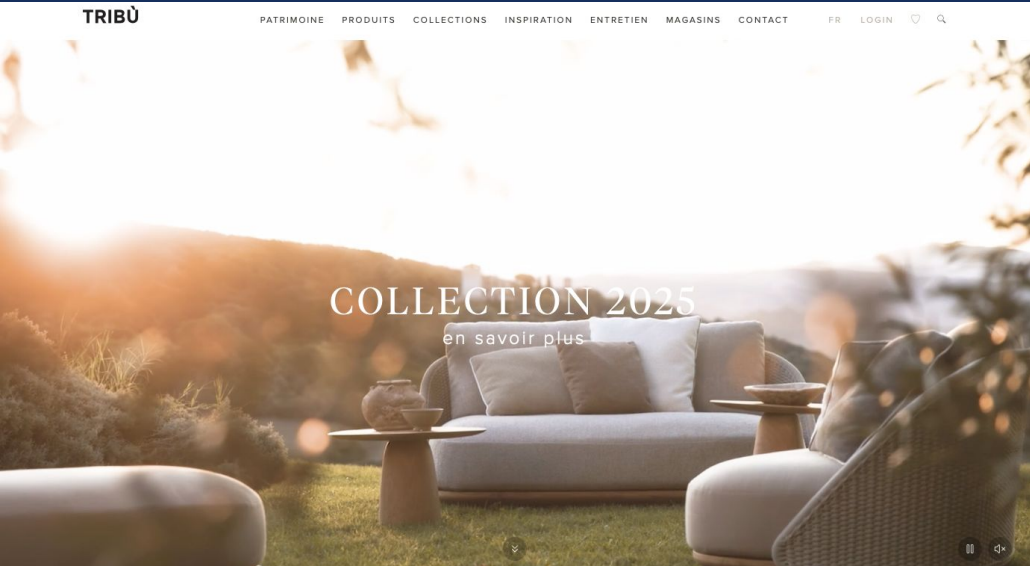 TRIBÙ
PATRIMOINE PRODUITS COLLECTIONS INSPIRATION ENTRETIEN MAGASINS CONTACT FR LOGIN
COLLECTION 2025
en savoir plus